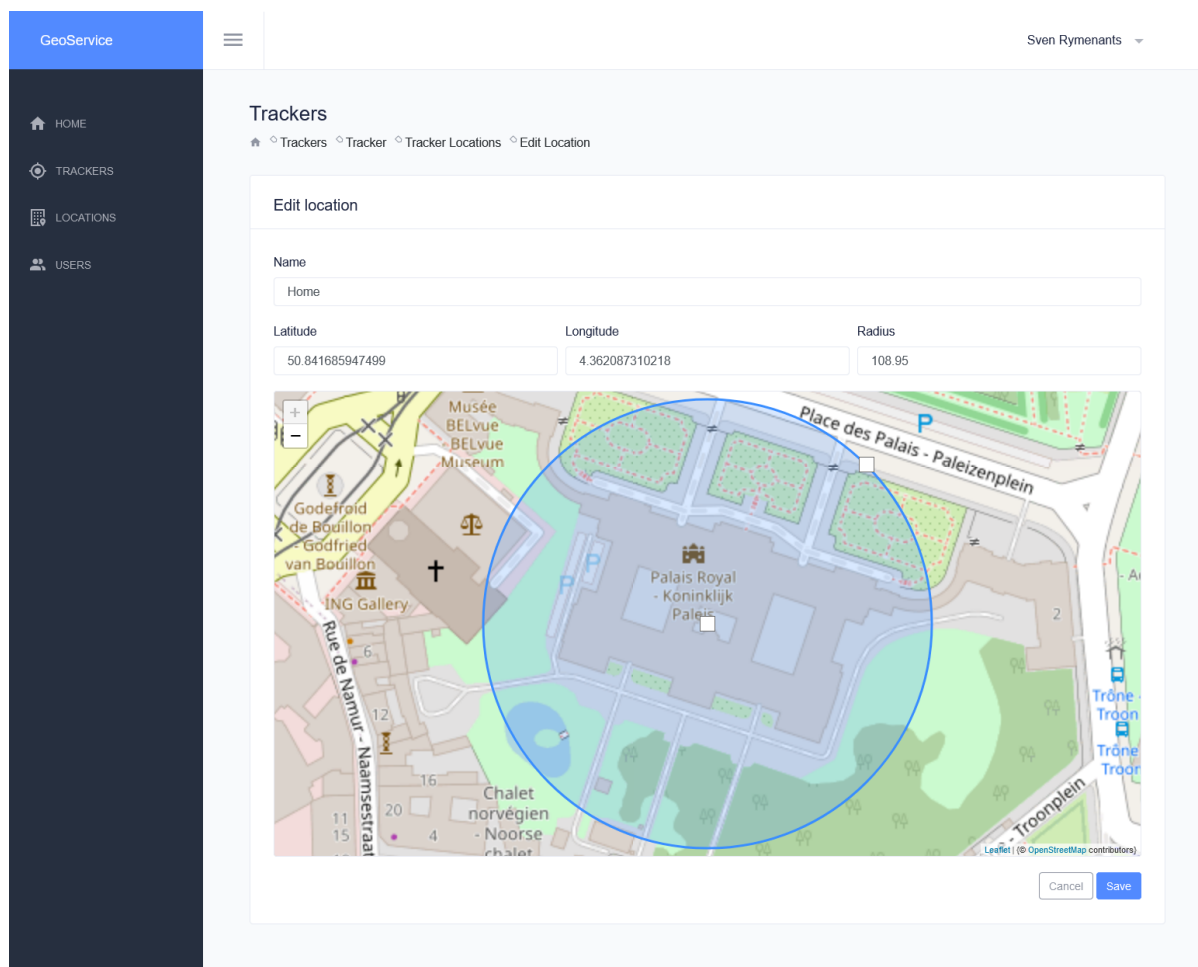 GeoService
Sven Rymenants
HOME
TRACKERS
LOCATIONS
USERS
Trackers
Trackers Tracker Tracker Locations Edit Location
Edit location
Name
Home
Latitude Longitude Radius
50.841685947499 4.362087310218 108.95
+
−
Musée
BELvue
BELvue
Museum
Place des Palais - Paleizenplein
P
Godefroid
de Bouillon
- Godfried
van Bouillon
ING Gallery
P
P
Palais Royal
- Koninklijk
Paleis
2
Rue de Namur - Naamsestraat
6
12
16
11
15
20
4
Chalet
norvégien
- Noorse
chalet
Trône -
Troon
Trône
Troon
- Troonplein
Leaflet | (© OpenStreetMap contributors)
Cancel Save